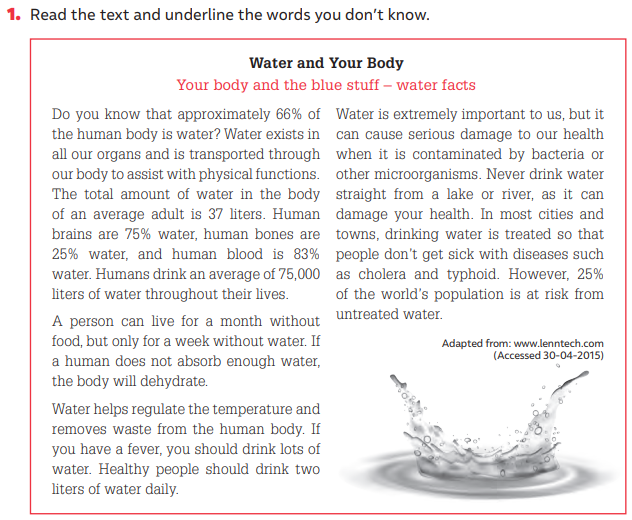 1. Read the text and underline the words you don't know.
Water and Your Body
Your body and the blue stuff – water facts
Do you know that approximately 66% of
the human body is water? Water exists in
all our organs and is transported through
our body to assist with physical functions.
The total amount of water in the body
of an average adult is 37 liters. Human
brains are 75% water, human bones are
25% water, and human blood is 83%
water. Humans drink an average of 75,000
liters of water throughout their lives.
A person can live for a month without
food, but only for a week without water. If
a human does not absorb enough water,
the body will dehydrate.
Water helps regulate the temperature and
removes waste from the human body. If
you have a fever, you should drink lots of
water. Healthy people should drink two
liters of water daily.
Water is extremely important to us, but it
can cause serious damage to our health
when it is contaminated by bacteria or
other microorganisms. Never drink water
straight from a lake or river, as it can
damage your health. In most cities and
towns, drinking water is treated so that
people don't get sick with diseases such
as cholera and typhoid. However, 25%
of the world's population is at risk from
untreated water.
Adapted from: www.lenntech.com
(Accessed 30-04-2015)